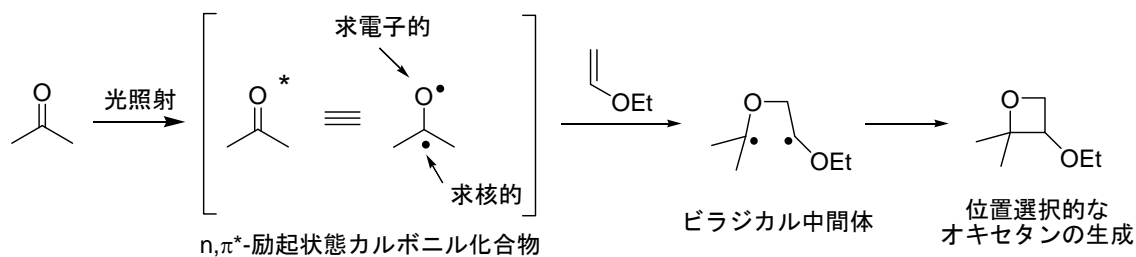 O
光照射
O *
求電子的
O
求核的
n,π*-励起状態カルボニル化合物
OEt
O
OEt
ビラジカル中間体
O
OEt
位置選択的な
オキセタンの生成